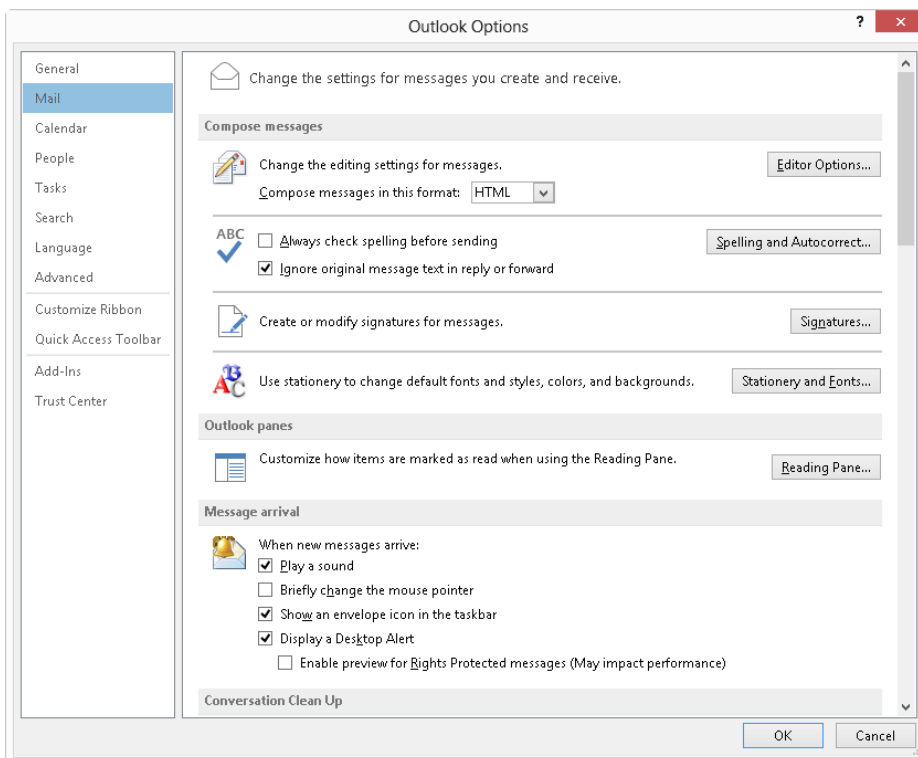 Outlook Options
?
General
Mail
Calendar
People
Tasks
Search
Language
Advanced
Customize Ribbon
Quick Access Toolbar
Add-Ins
Trust Center
Change the settings for messages you create and receive.
Compose messages
Change the editing settings for messages.
Editor Options...
Compose messages in this format: HTML
ABC
Always check spelling before sending
Spelling and Autocorrect...
Ignore original message text in reply or forward
Create or modify signatures for messages.
Signatures...
Use stationery to change default fonts and styles, colors, and backgrounds.
Stationery and Fonts...
Outlook panes
Customize how items are marked as read when using the Reading Pane.
Reading Pane...
Message arrival
When new messages arrive:
Play a sound
Briefly change the mouse pointer
Show an envelope icon in the taskbar
Display a Desktop Alert
Enable preview for Rights Protected messages (May impact performance)
Conversation Clean Up
OK
Cancel